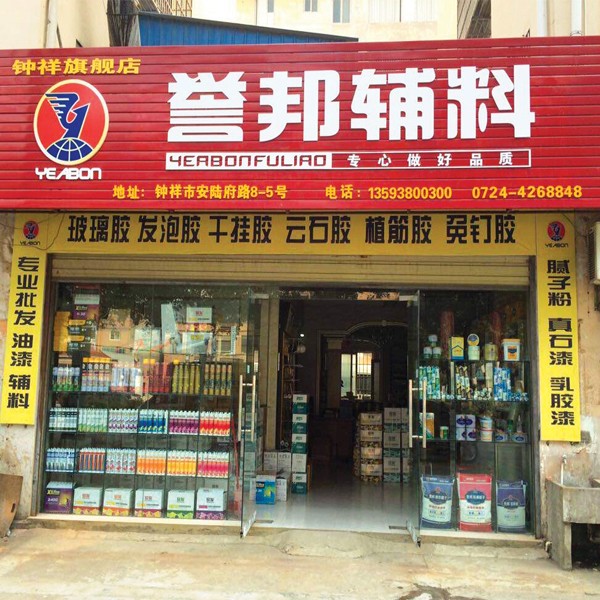 钟祥旗舰店
誉邦辅料
YEABON
YEABONFULIAO
专心做好品质
地址：钟祥市安陆府路8-5号
电话：13593800300 0724-4268848
YEABON
玻璃胶 发泡胶 干挂胶 云石胶 植筋胶 免钉胶
YEABON
专业批发油漆辅料
腻子粉 真石漆 乳胶漆